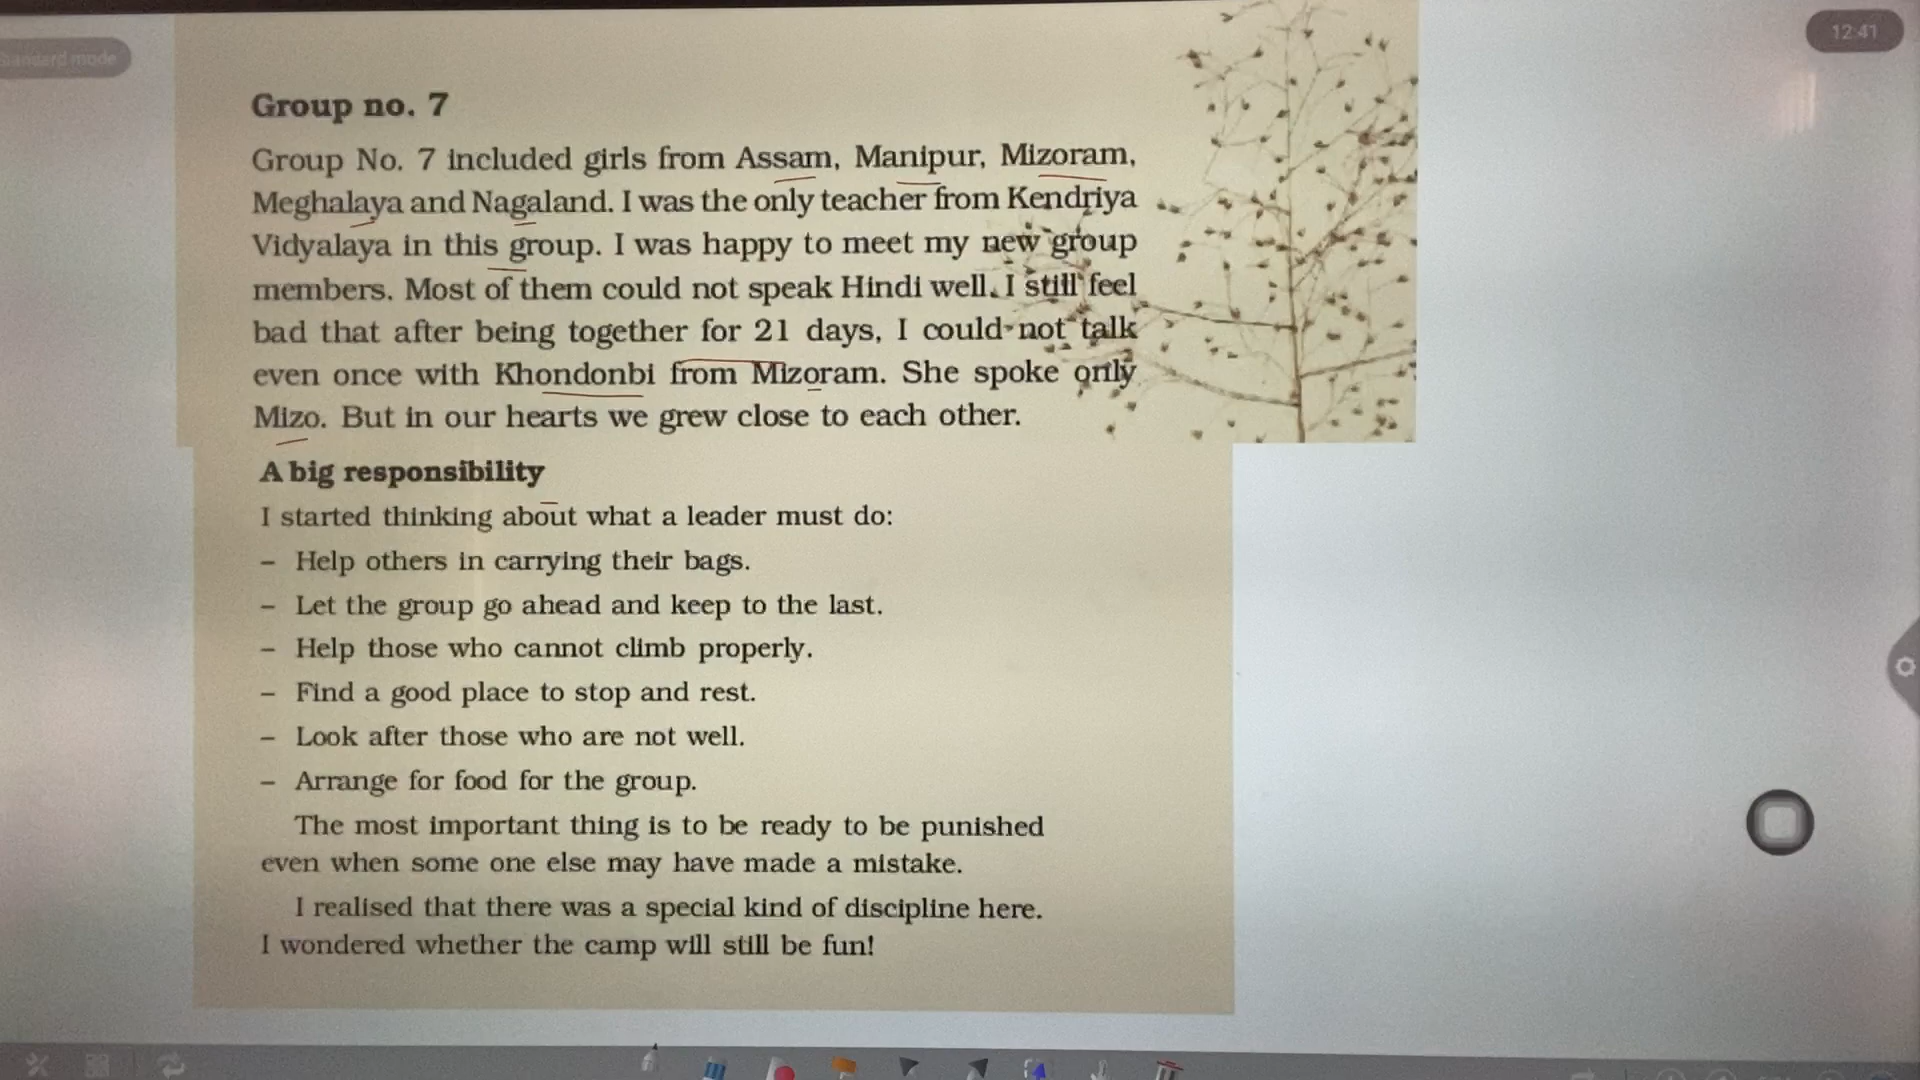 Standard mode
12:41
Group no. 7
Group No. 7 included girls from Assam, Manipur, Mizoram,
Meghalaya and Nagaland. I was the only teacher from Kendriya
Vidyalaya in this group. I was happy to meet my new group
members. Most of them could not speak Hindi well. I still feel
bad that after being together for 21 days, I could not talk
even once with Khondonbi from Mizoram. She spoke only
Mizo. But in our hearts we grew close to each other.
A big responsibility
I started thinking about what a leader must do:
– Help others in carrying their bags.
– Let the group go ahead and keep to the last.
– Help those who cannot climb properly.
– Find a good place to stop and rest.
– Look after those who are not well.
– Arrange for food for the group.
The most important thing is to be ready to be punished
even when some one else may have made a mistake.
I realised that there was a special kind of discipline here.
I wondered whether the camp will still be fun!